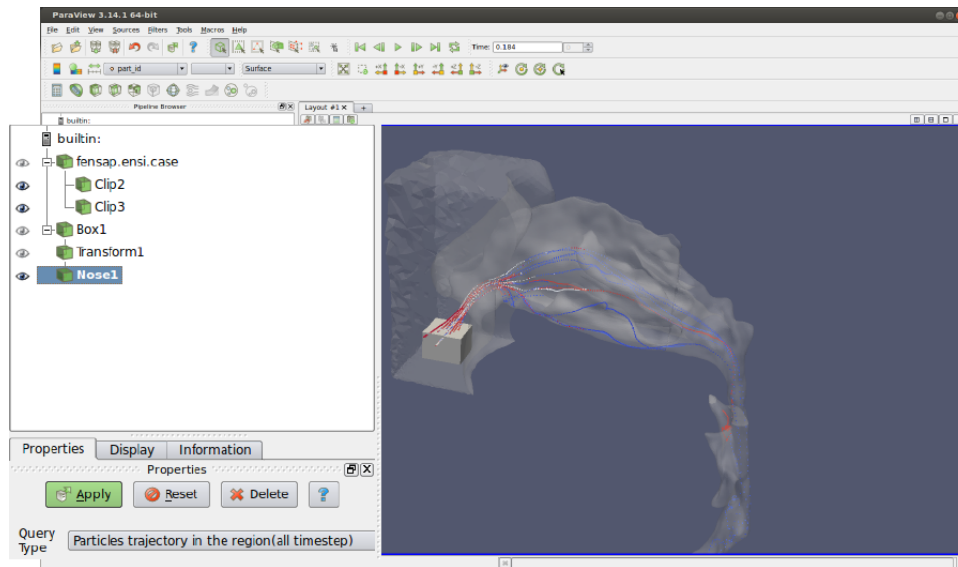 ParaView 3.14.1 64-bit
File Edit View Sources Filters Tools Macros Help
Time: 0.184
part_id Surface
Pipeline Browser Layout #1
builtin:
builtin:
fensap.ensi.case
Clip2
Clip3
Box1
Transform1
Nose1
Properties Display Information
Properties
Apply Reset Delete ?
Query Type Particles trajectory in the region(all timestep)